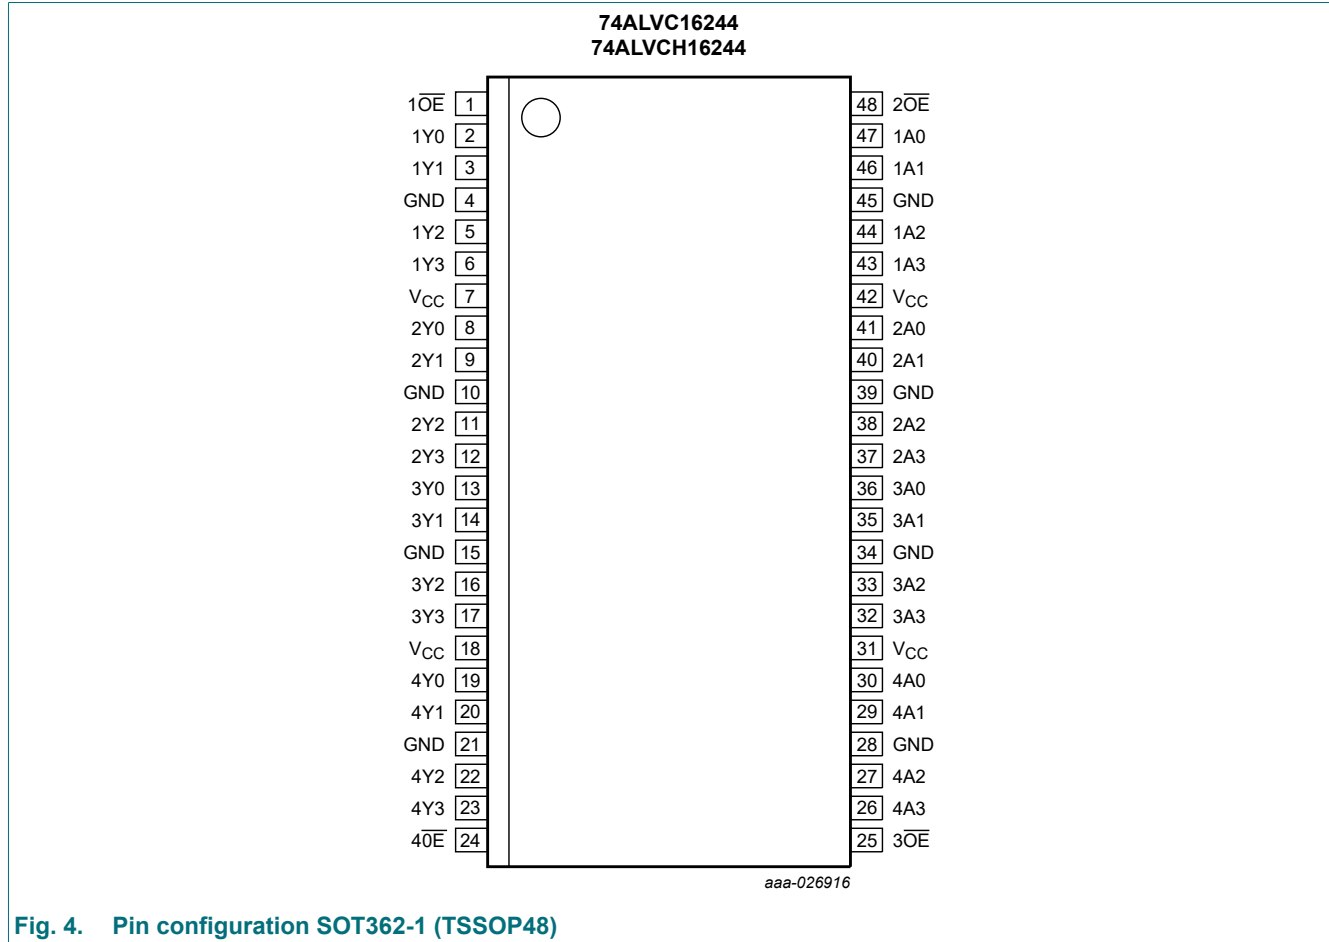 74ALVC16244
74ALVCH16244
1O̅E̅ 1 48 2O̅E̅
1Y0 2 47 1A0
1Y1 3 46 1A1
GND 4 45 GND
1Y2 5 44 1A2
1Y3 6 43 1A3
VCC 7 42 VCC
2Y0 8 41 2A0
2Y1 9 40 2A1
GND 10 39 GND
2Y2 11 38 2A2
2Y3 12 37 2A3
3Y0 13 36 3A0
3Y1 14 35 3A1
GND 15 34 GND
3Y2 16 33 3A2
3Y3 17 32 3A3
VCC 18 31 VCC
4Y0 19 30 4A0
4Y1 20 29 4A1
GND 21 28 GND
4Y2 22 27 4A2
4Y3 23 26 4A3
40̅E̅ 24 25 3O̅E̅
aaa-026916
Fig. 4. Pin configuration SOT362-1 (TSSOP48)